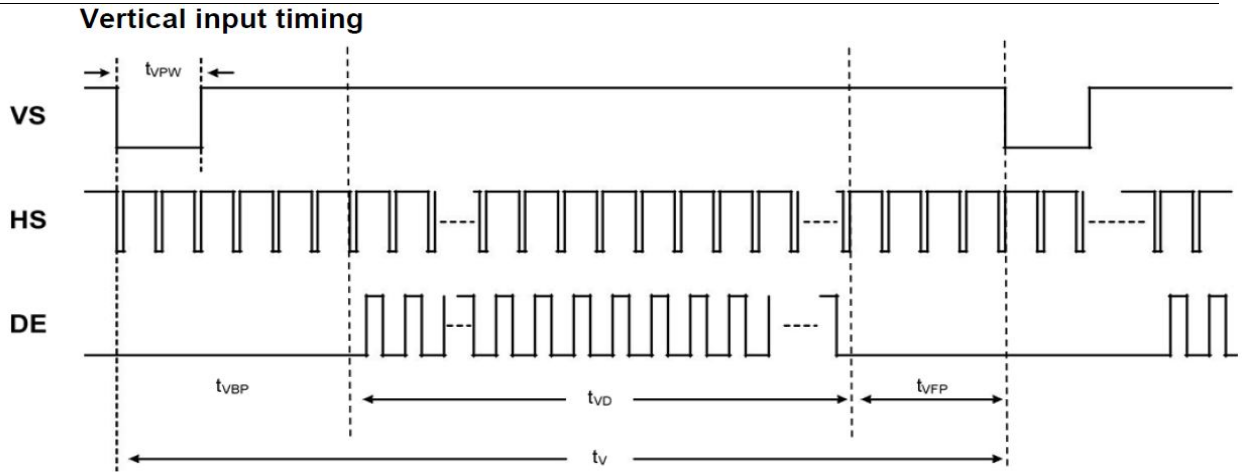 Vertical input timing
tVPW
VS
HS
DE
tVBP
tVD
tVFP
tV